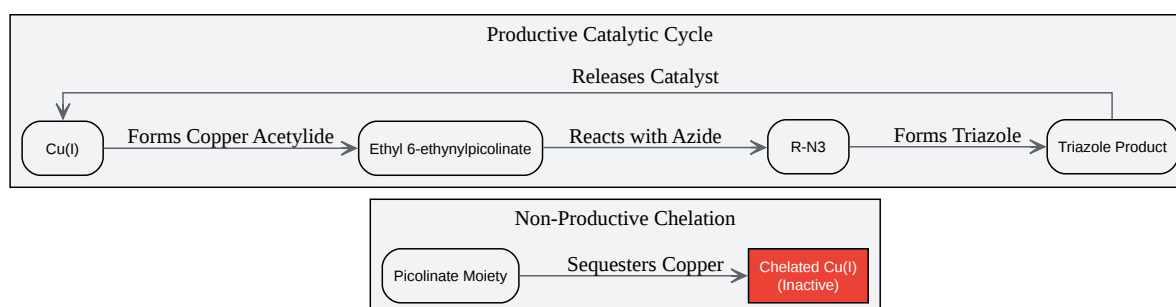 Productive Catalytic Cycle
Releases Catalyst
Cu(I)
Forms Copper Acetylide
Ethyl 6-ethynylpicolinate
Reacts with Azide
R-N3
Forms Triazole
Triazole Product
Non-Productive Chelation
Picolinate Moiety
Sequesters Copper
Chelated Cu(I)
(Inactive)